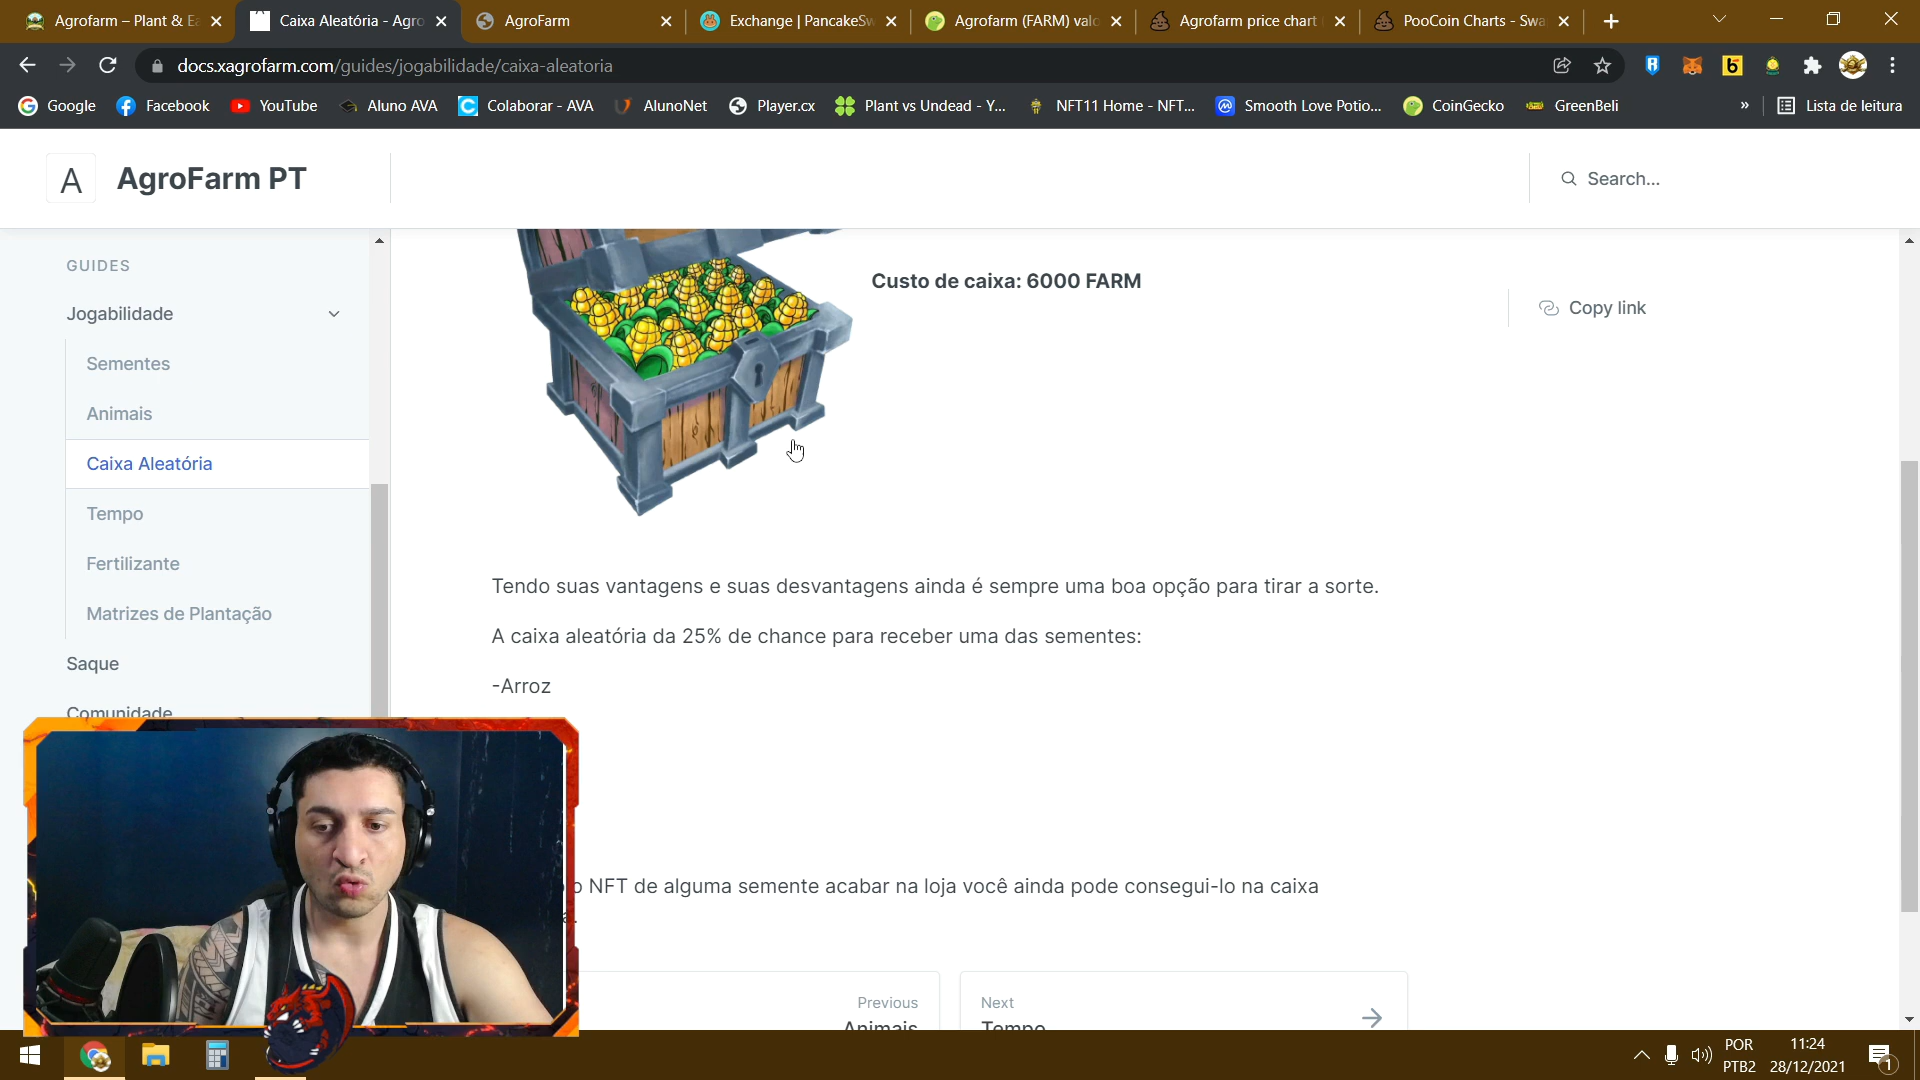 Agrofarm – Plant & Ea
Caixa Aleatória - Agro
AgroFarm
Exchange | PancakeSw
Agrofarm (FARM) valo
Agrofarm price chart
PooCoin Charts - Swa
docs.xagrofarm.com/guides/jogabilidade/caixa-aleatoria
Google
Facebook
YouTube
Aluno AVA
Colaborar - AVA
AlunoNet
Player.cx
Plant vs Undead - Y...
NFT11 Home - NFT...
Smooth Love Potio...
CoinGecko
GreenBeli
»
Lista de leitura
A
AgroFarm PT
Search...
GUIDES
Jogabilidade
Sementes
Animais
Caixa Aleatória
Tempo
Fertilizante
Matrizes de Plantação
Saque
Comunidade
Custo de caixa: 6000 FARM
Copy link
Tendo suas vantagens e suas desvantagens ainda é sempre uma boa opção para tirar a sorte.
A caixa aleatória da 25% de chance para receber uma das sementes:
-Arroz
NFT de alguma semente acabar na loja você ainda pode consegui-lo na caixa
Previous
Animais
Next
Tempo
POR
PTB2
11:24
28/12/2021
1